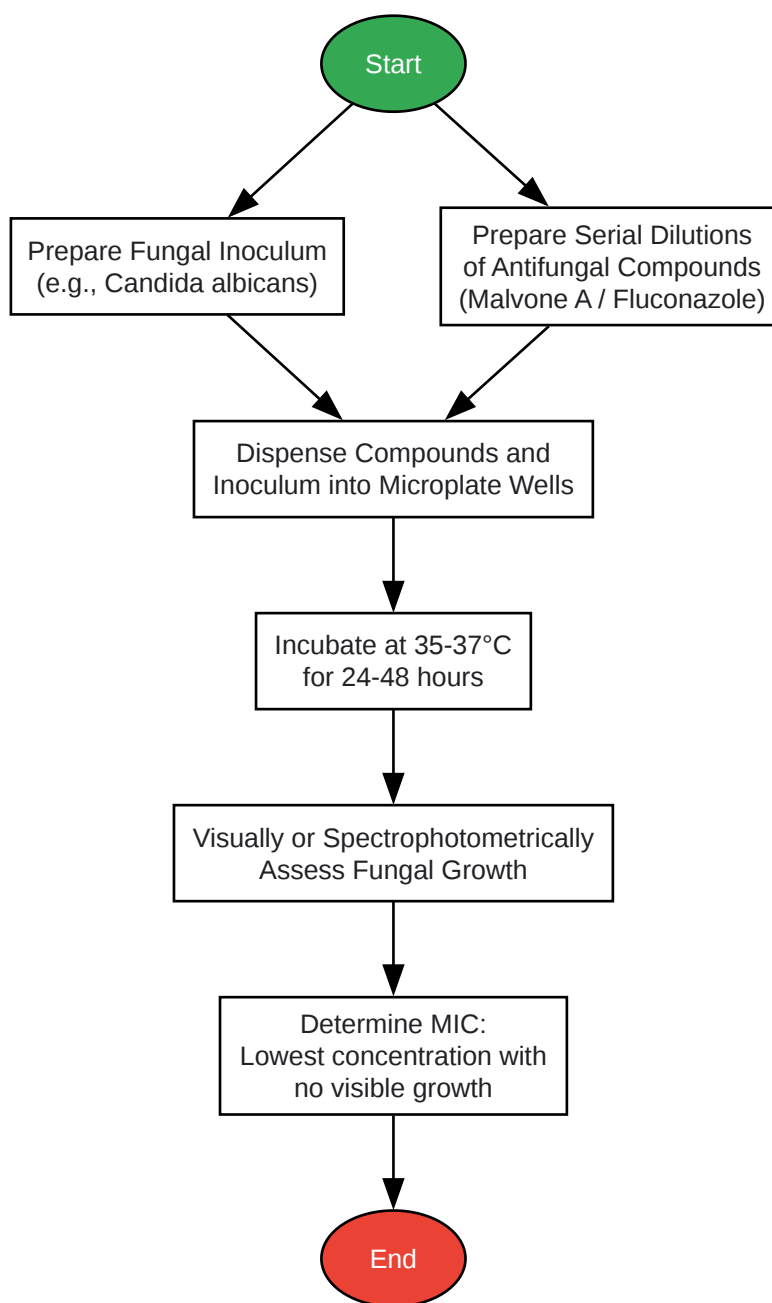 Start
Prepare Fungal Inoculum
(e.g., Candida albicans)
Prepare Serial Dilutions
of Antifungal Compounds
(Malvone A / Fluconazole)
Dispense Compounds and
Inoculum into Microplate Wells
Incubate at 35-37°C
for 24-48 hours
Visually or Spectrophotometrically
Assess Fungal Growth
Determine MIC:
Lowest concentration with
no visible growth
End